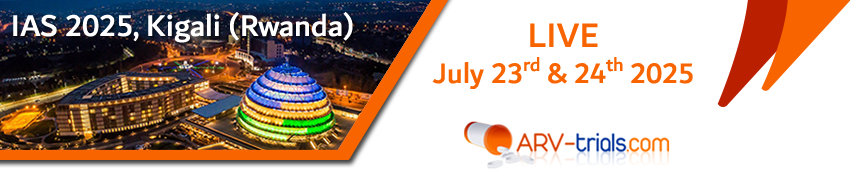 IAS 2025, Kigali (Rwanda)
LIVE
July 23rd & 24th 2025
ARV-trials.com